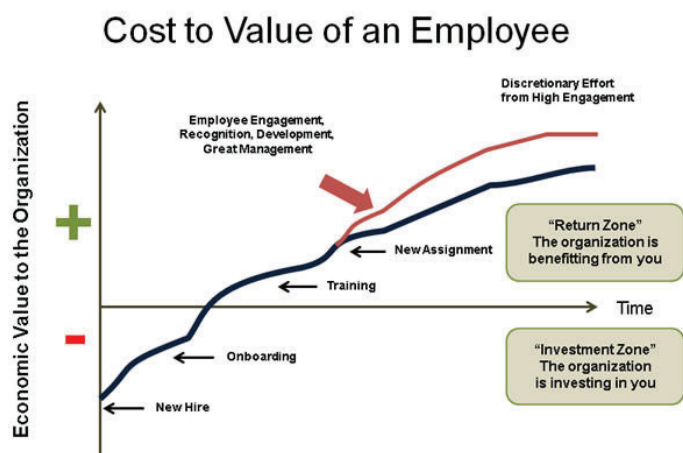 Cost to Value of an Employee
Economic Value to the Organization
+
-
Employee Engagement,
Recognition, Development,
Great Management
Discretionary Effort
from High Engagement
New Assignment
Training
Onboarding
New Hire
Time
“Return Zone”
The organization is
benefitting from you
“Investment Zone”
The organization
is investing in you